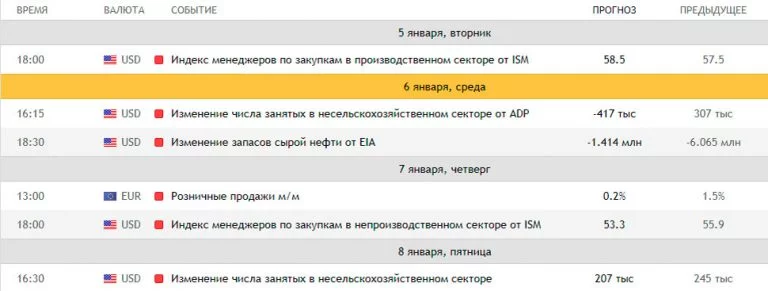 ВРЕМЯ ВАЛЮТА СОБЫТИЕ ПРОГНОЗ ПРЕДЫДУЩЕЕ
5 января, вторник
18:00 USD Индекс менеджеров по закупкам в производственном секторе от ISM 58.5 57.5
6 января, среда
16:15 USD Изменение числа занятых в несельскохозяйственном секторе от ADP -417 тыс 307 тыс
18:30 USD Изменение запасов сырой нефти от EIA -1.414 млн -6.065 млн
7 января, четверг
13:00 EUR Розничные продажи м/м 0.2% 1.5%
18:00 USD Индекс менеджеров по закупкам в непроизводственном секторе от ISM 53.3 55.9
8 января, пятница
16:30 USD Изменение числа занятых в несельскохозяйственном секторе 207 тыс 245 тыс